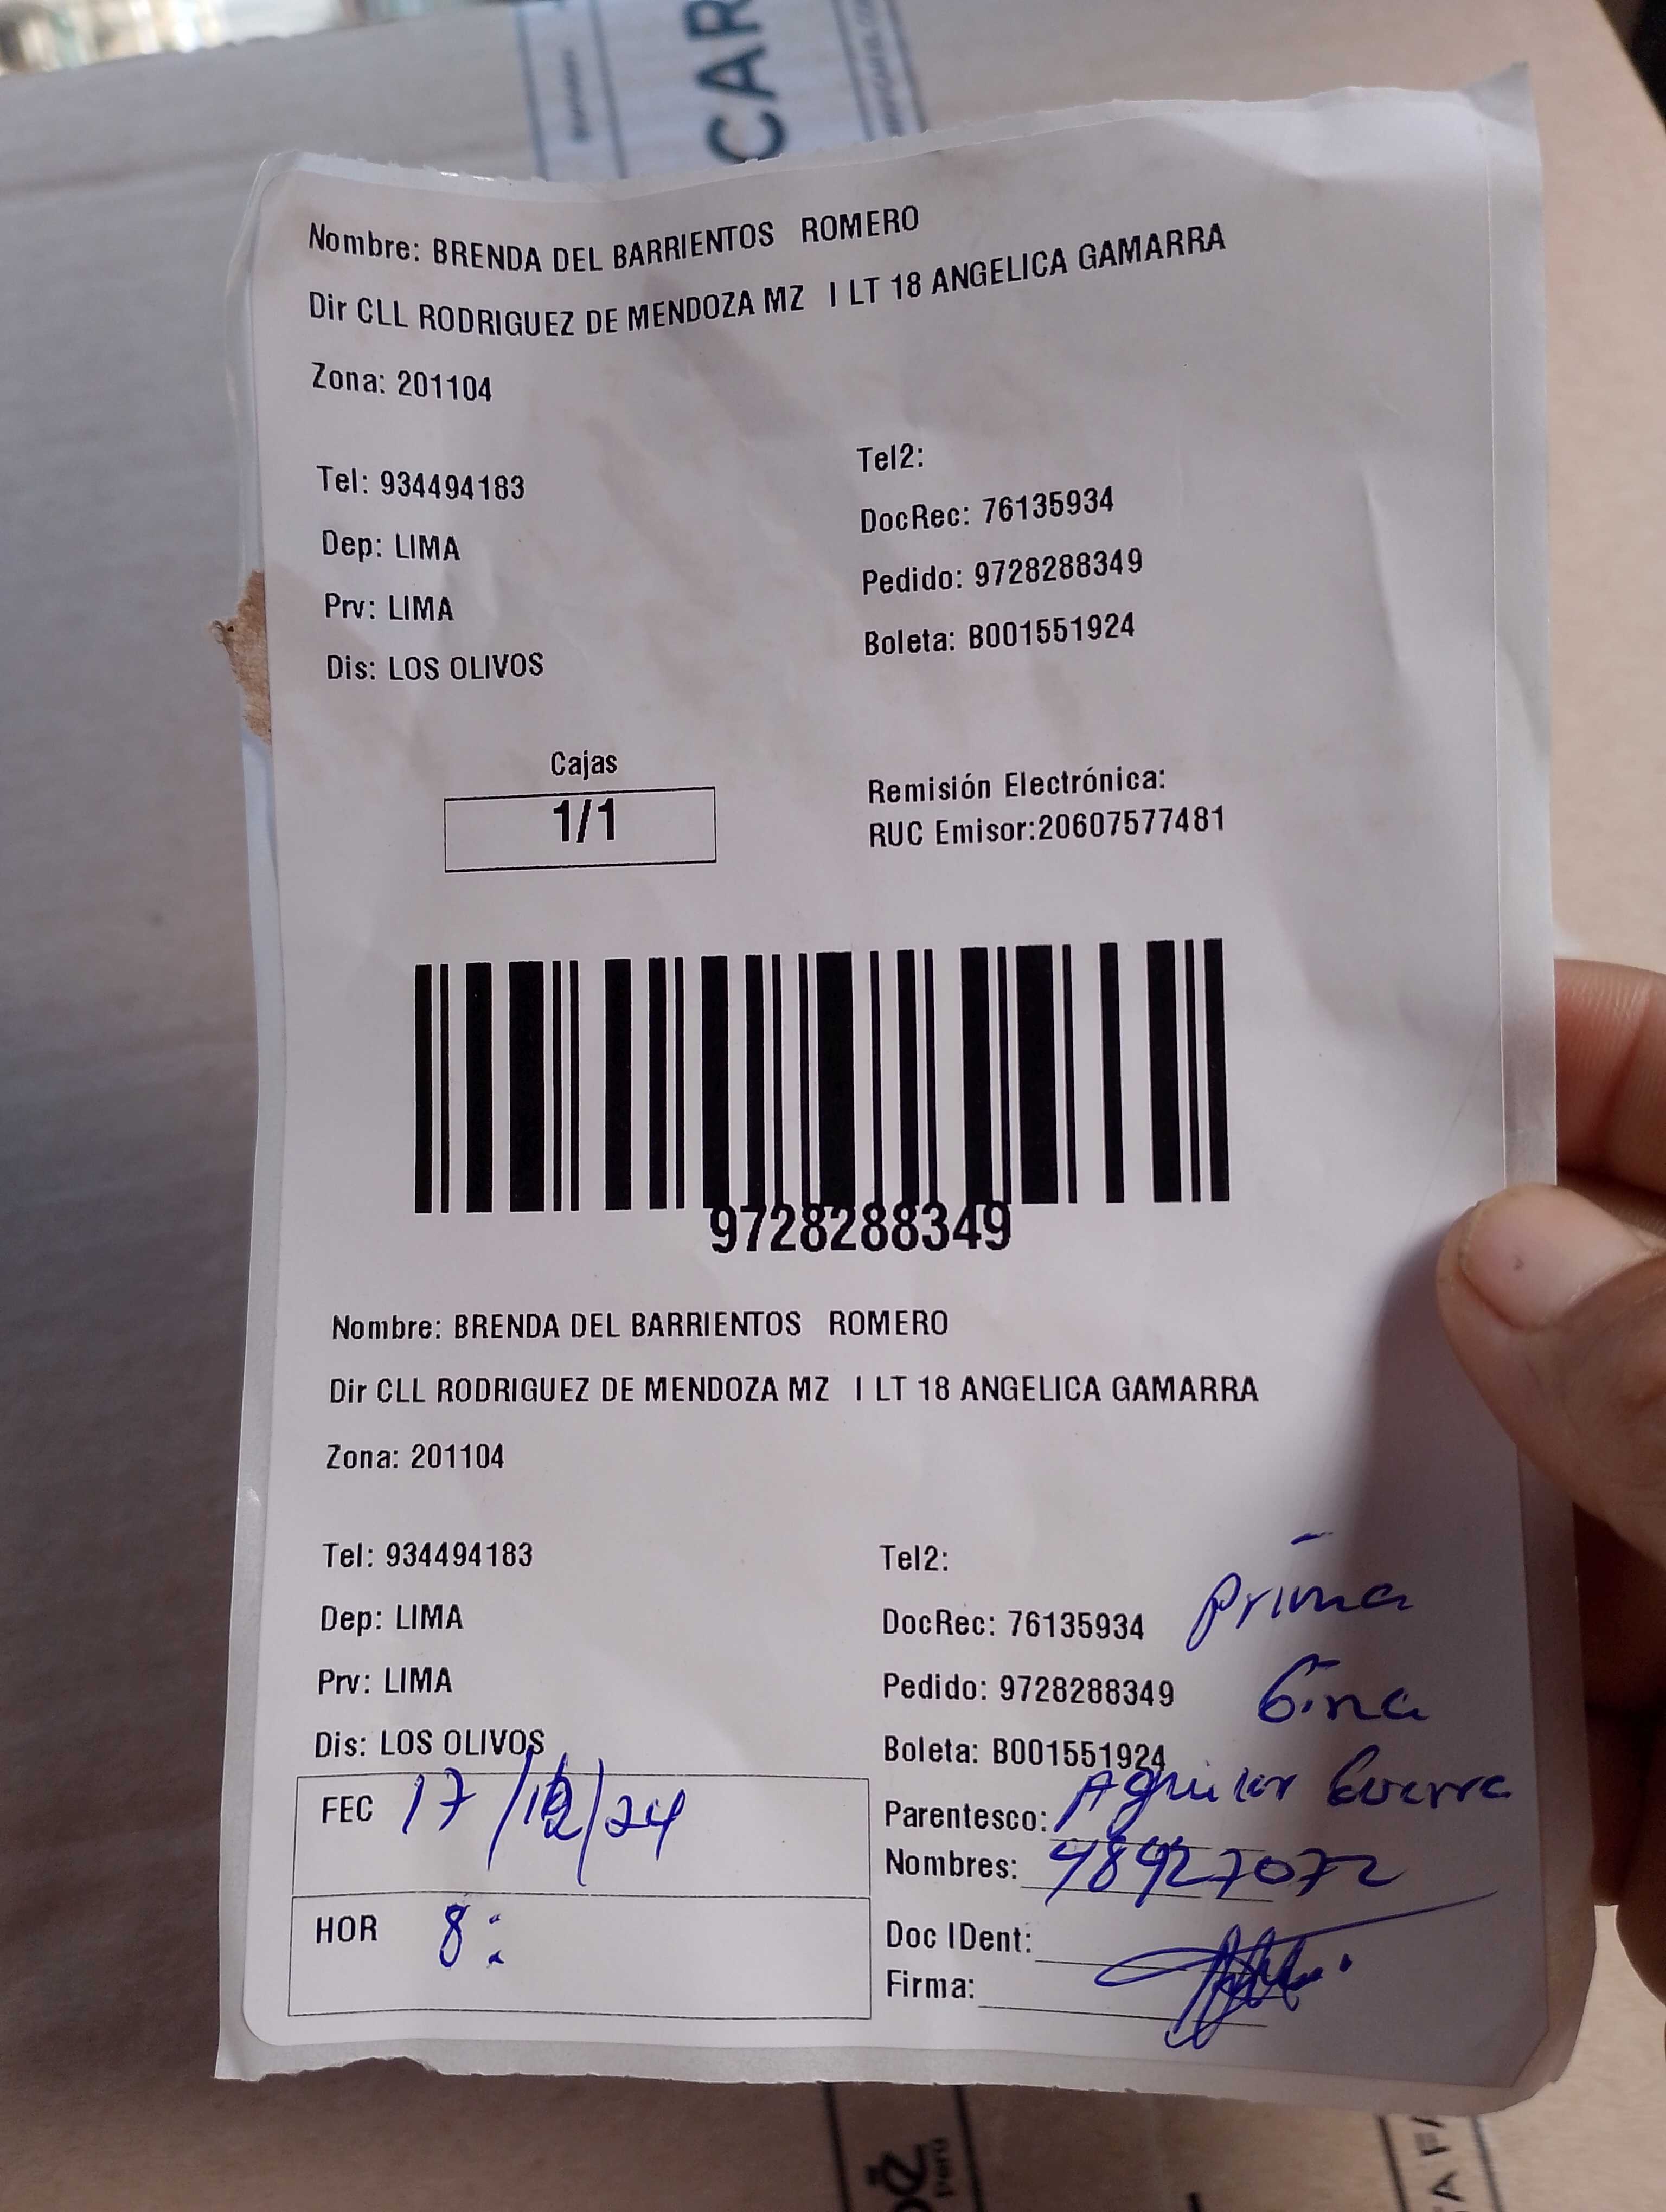 CAR
Nombre: BRENDA DEL BARRIENTOS ROMERO
Dir CLL RODRIGUEZ DE MENDOZA MZ I LT 18 ANGELICA GAMARRA
Zona: 201104
Tel: 934494183
Dep: LIMA
Prv: LIMA
Dis: LOS OLIVOS
Tel2:
DocRec: 76135934
Pedido: 9728288349
Boleta: B001551924
Cajas
1/1
Remisión Electrónica:
RUC Emisor:20607577481
9728288349
Nombre: BRENDA DEL BARRIENTOS ROMERO
Dir CLL RODRIGUEZ DE MENDOZA MZ I LT 18 ANGELICA GAMARRA
Zona: 201104
Tel: 934494183
Dep: LIMA
Prv: LIMA
Dis: LOS OLIVOS
FEC 17/12/24
HOR 8:
Tel2:
DocRec: 76135934 prima
Pedido: 9728288349 Gina
Boleta: B001551924
Parentesco: Aguilar Guerra
Nombres: 48427072
Doc IDent:
Firma:
Perú